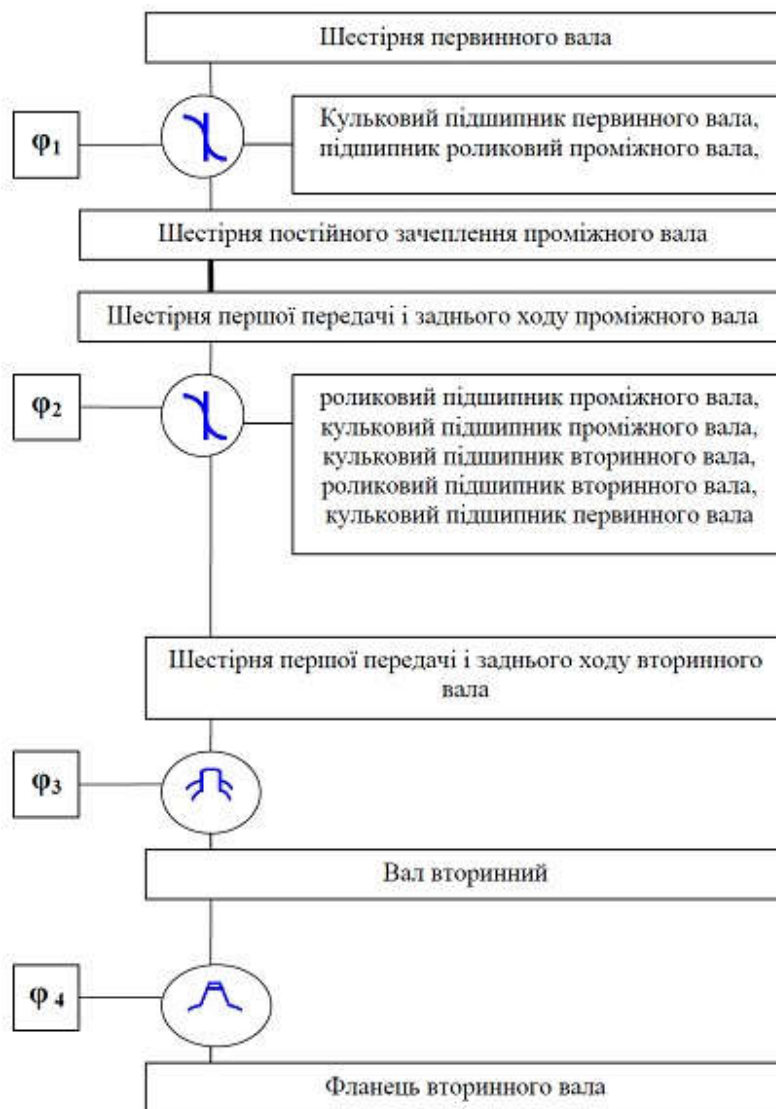 Шестірня первинного вала
φ1
Кульковий підшипник первинного вала,
підшипник роликовий проміжного вала,
Шестірня постійного зачеплення проміжного вала
Шестірня першої передачі і заднього ходу проміжного вала
φ2
роликовий підшипник проміжного вала,
кульковий підшипник проміжного вала,
кульковий підшипник вторинного вала,
роликовий підшипник вторинного вала,
кульковий підшипник первинного вала
Шестірня першої передачі і заднього ходу вторинного
вала
φ3
Вал вторинний
φ 4
Фланець вторинного вала